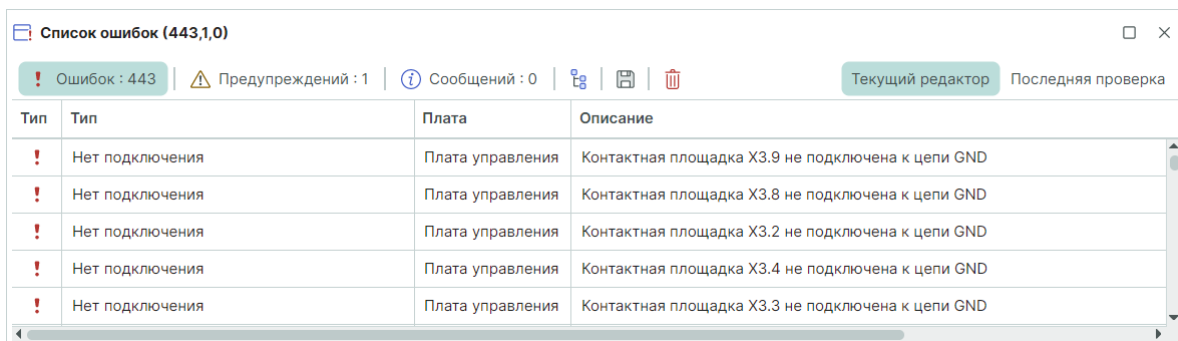 Список ошибок (443,1,0)
Ошибок : 443 Предупреждений : 1 Сообщений : 0 Текущий редактор Последняя проверка
Тип Тип Плата Описание
Нет подключения Плата управления Контактная площадка X3.9 не подключена к цепи GND
Нет подключения Плата управления Контактная площадка X3.8 не подключена к цепи GND
Нет подключения Плата управления Контактная площадка X3.2 не подключена к цепи GND
Нет подключения Плата управления Контактная площадка X3.4 не подключена к цепи GND
Нет подключения Плата управления Контактная площадка X3.3 не подключена к цепи GND